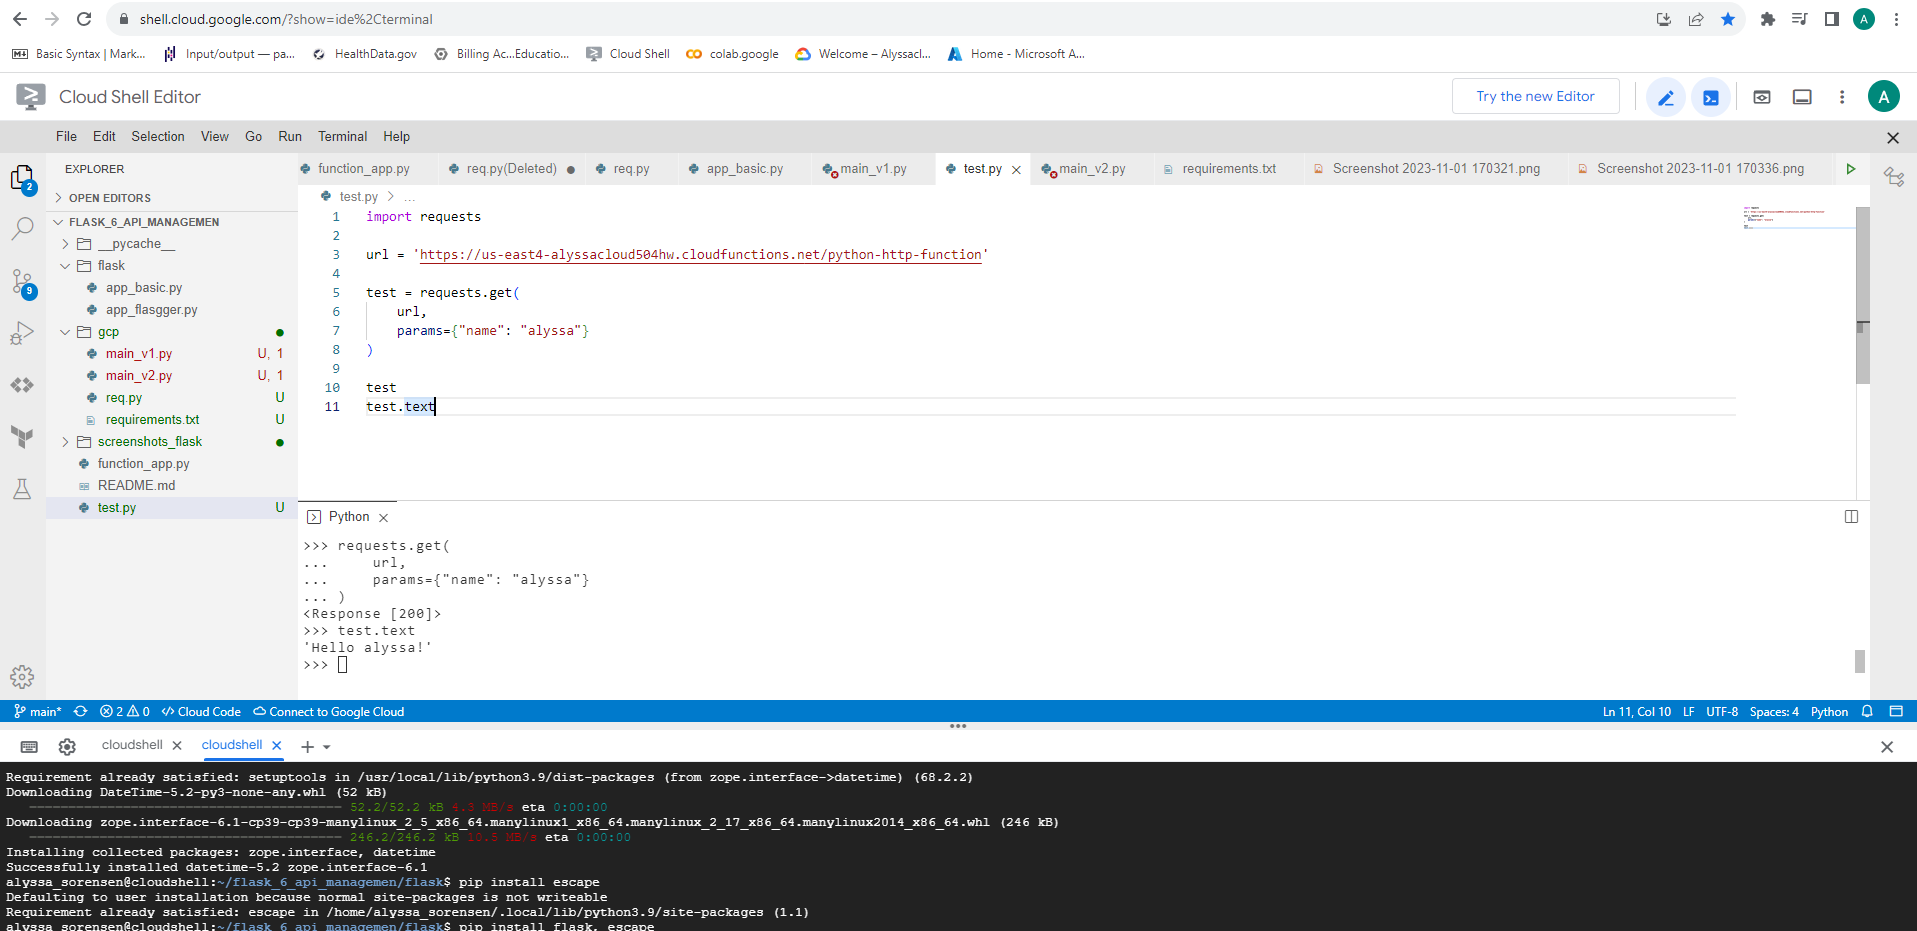 shell.cloud.google.com/?show=ide%2Cterminal
A
Basic Syntax | Mark...
Input/output — pa...
HealthData.gov
Billing Ac...Educatio...
Cloud Shell
colab.google
Welcome – Alyssacl...
Home - Microsoft A...
Cloud Shell Editor
Try the new Editor
A
File Edit Selection View Go Run Terminal Help
EXPLORER
2
9
OPEN EDITORS
FLASK_6_API_MANAGEMEN
__pycache__
flask
app_basic.py
app_flasgger.py
gcp
main_v1.py U, 1
main_v2.py U, 1
req.py U
requirements.txt U
screenshots_flask
function_app.py
README.md
test.py U
function_app.py
req.py(Deleted)
req.py
app_basic.py
main_v1.py
test.py
main_v2.py
requirements.txt
Screenshot 2023-11-01 170321.png
Screenshot 2023-11-01 170336.png
test.py > ...
1 import requests
2
3 url = 'https://us-east4-alyssacloud504hw.cloudfunctions.net/python-http-function'
4
5 test = requests.get(
6 url,
7 params={"name": "alyssa"}
8 )
9
10 test
11 test.text
Python
>>> requests.get(
... url,
... params={"name": "alyssa"}
... )
<Response [200]>
>>> test.text
'Hello alyssa!'
>>>
main* 2 0 Cloud Code Connect to Google Cloud
Ln 11, Col 10 LF UTF-8 Spaces: 4 Python
cloudshell
cloudshell
Requirement already satisfied: setuptools in /usr/local/lib/python3.9/dist-packages (from zope.interface->datetime) (68.2.2)
Downloading DateTime-5.2-py3-none-any.whl (52 kB)
52.2/52.2 kB 4.3 MB/s eta 0:00:00
Downloading zope.interface-6.1-cp39-cp39-manylinux_2_5_x86_64.manylinux1_x86_64.manylinux_2_17_x86_64.manylinux2014_x86_64.whl (246 kB)
246.2/246.2 kB 10.5 MB/s eta 0:00:00
Installing collected packages: zope.interface, datetime
Successfully installed datetime-5.2 zope.interface-6.1
alyssa_sorensen@cloudshell:~/flask_6_api_managemen/flask$ pip install escape
Defaulting to user installation because normal site-packages is not writeable
Requirement already satisfied: escape in /home/alyssa_sorensen/.local/lib/python3.9/site-packages (1.1)
alyssa_sorensen@cloudshell:~/flask_6_api_managemen/flask$ pip install flask, escape